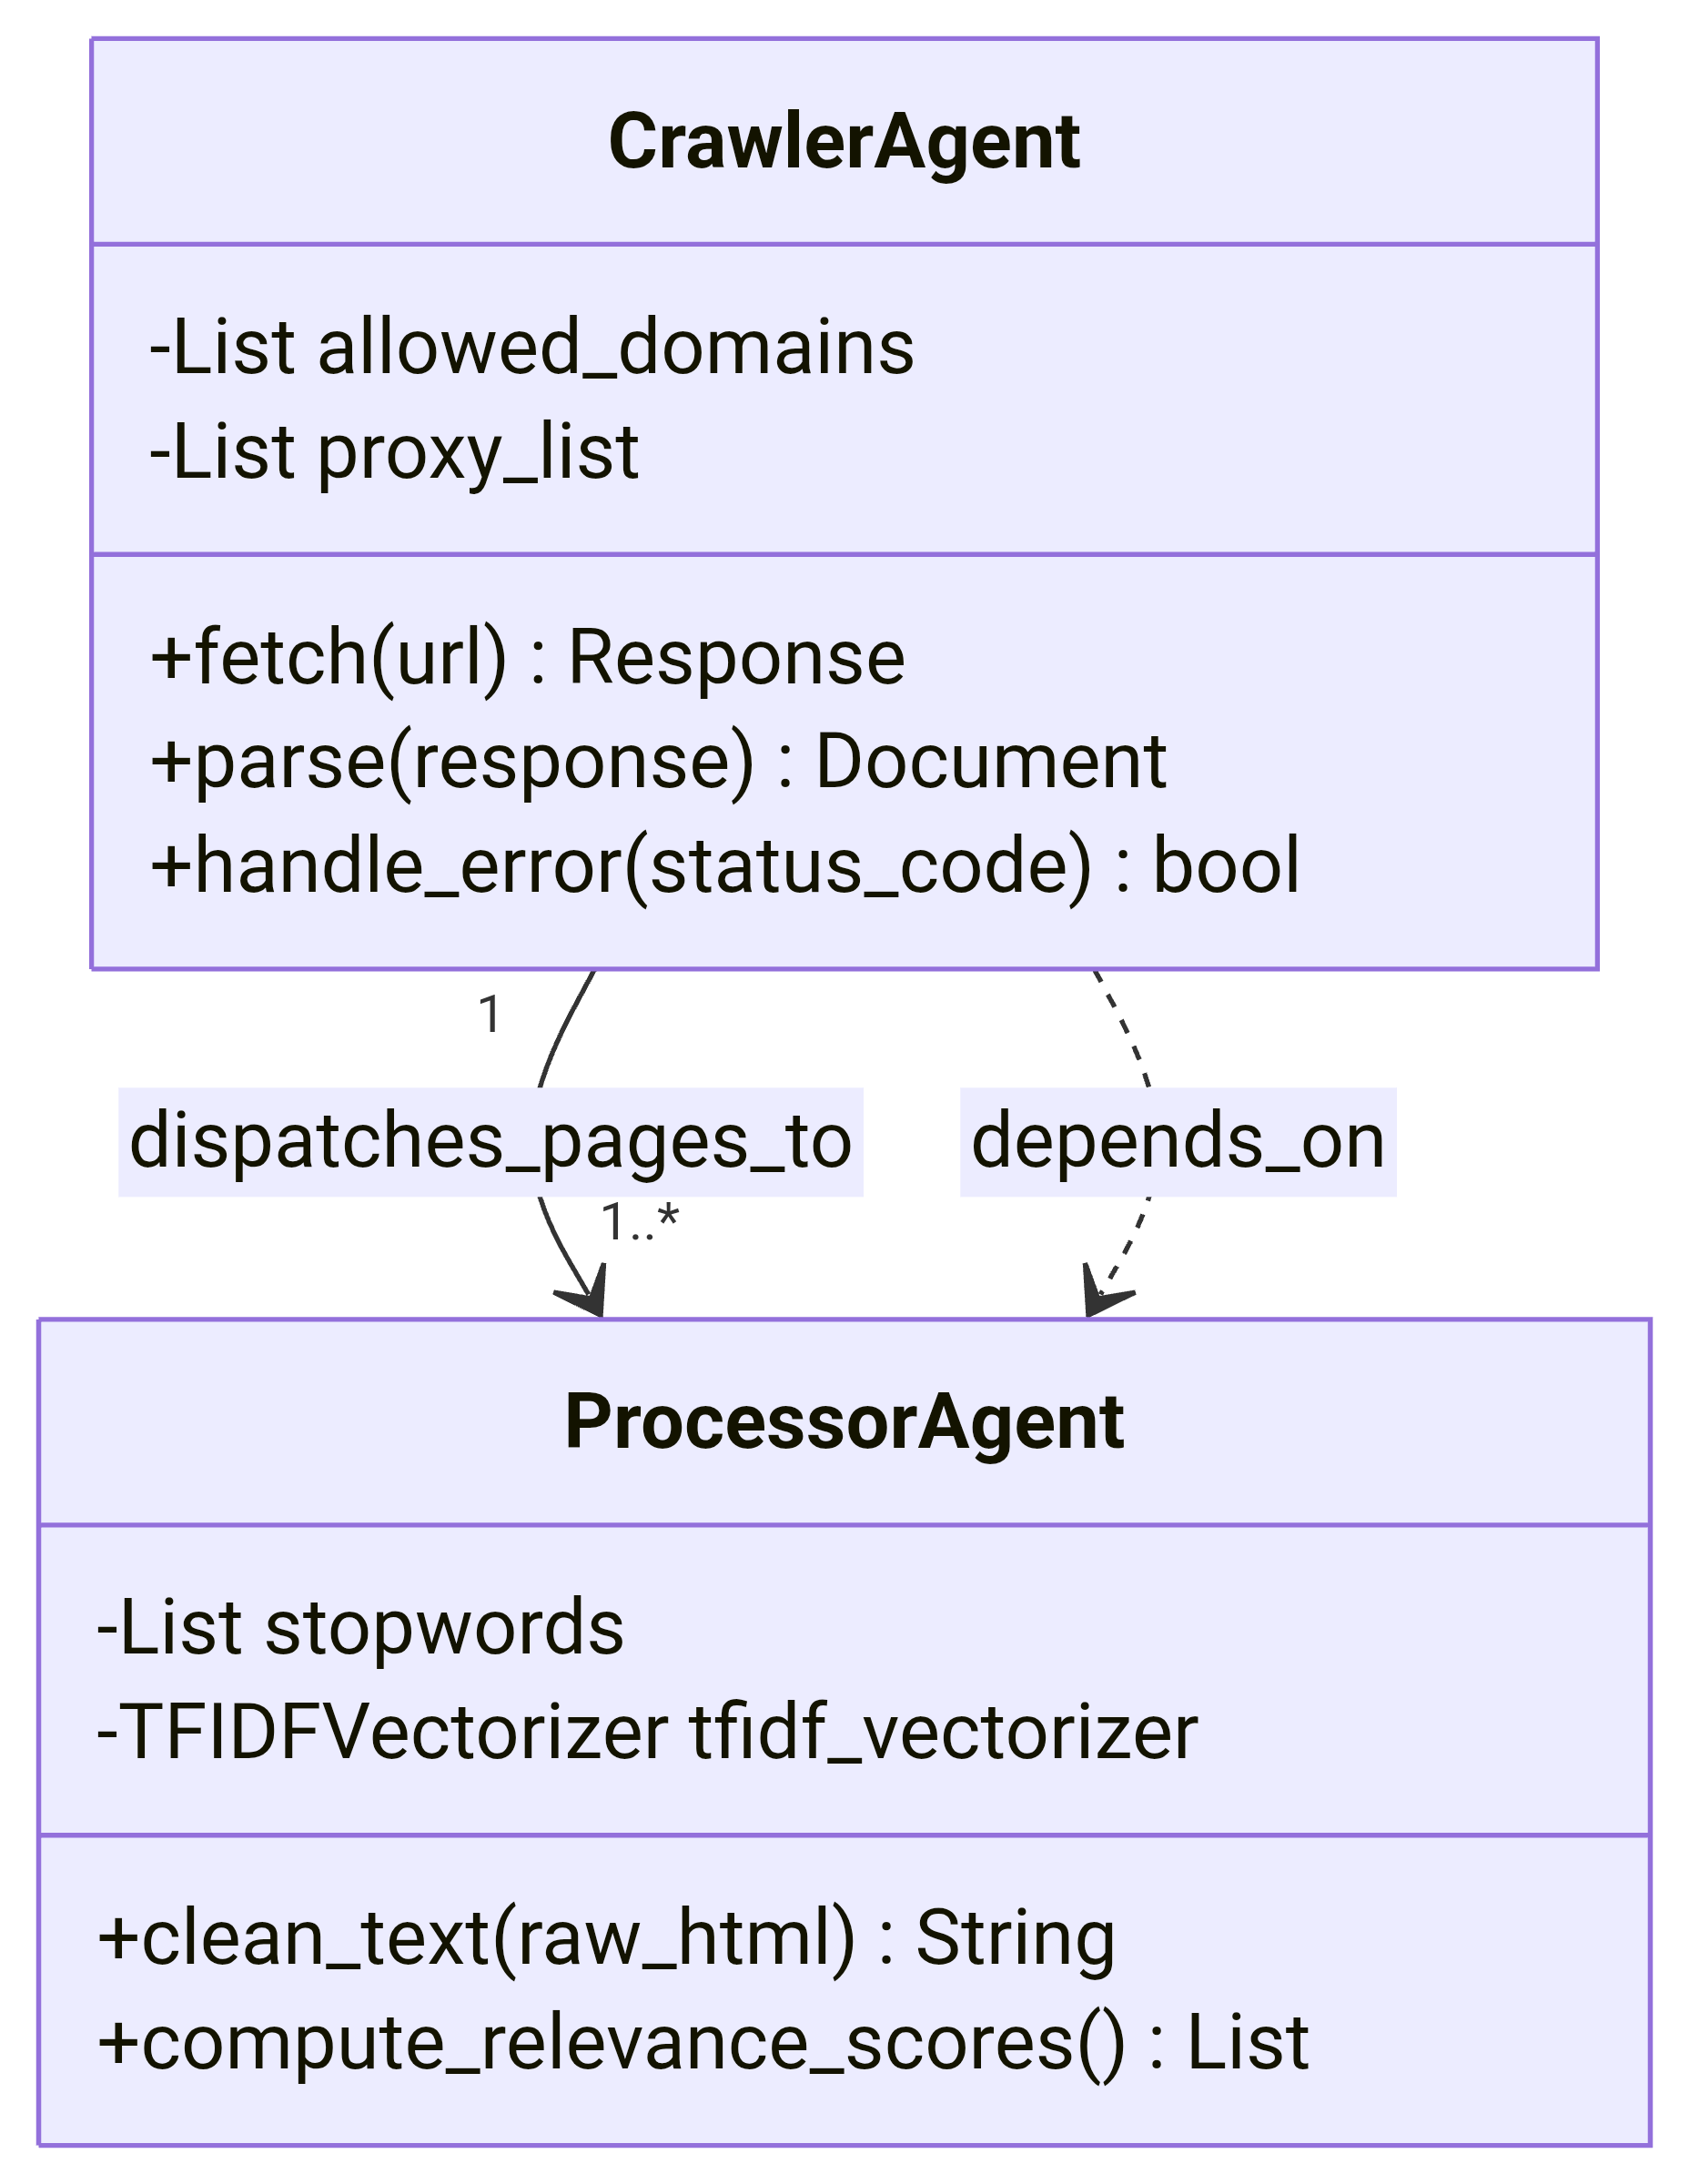 CrawlerAgent
-List allowed_domains
-List proxy_list
+fetch(url) : Response
+parse(response) : Document
+handle_error(status_code) : bool
1
dispatches_pages_to
depends_on
1..*
ProcessorAgent
-List stopwords
-TFIDFVectorizer tfidf_vectorizer
+clean_text(raw_html) : String
+compute_relevance_scores() : List